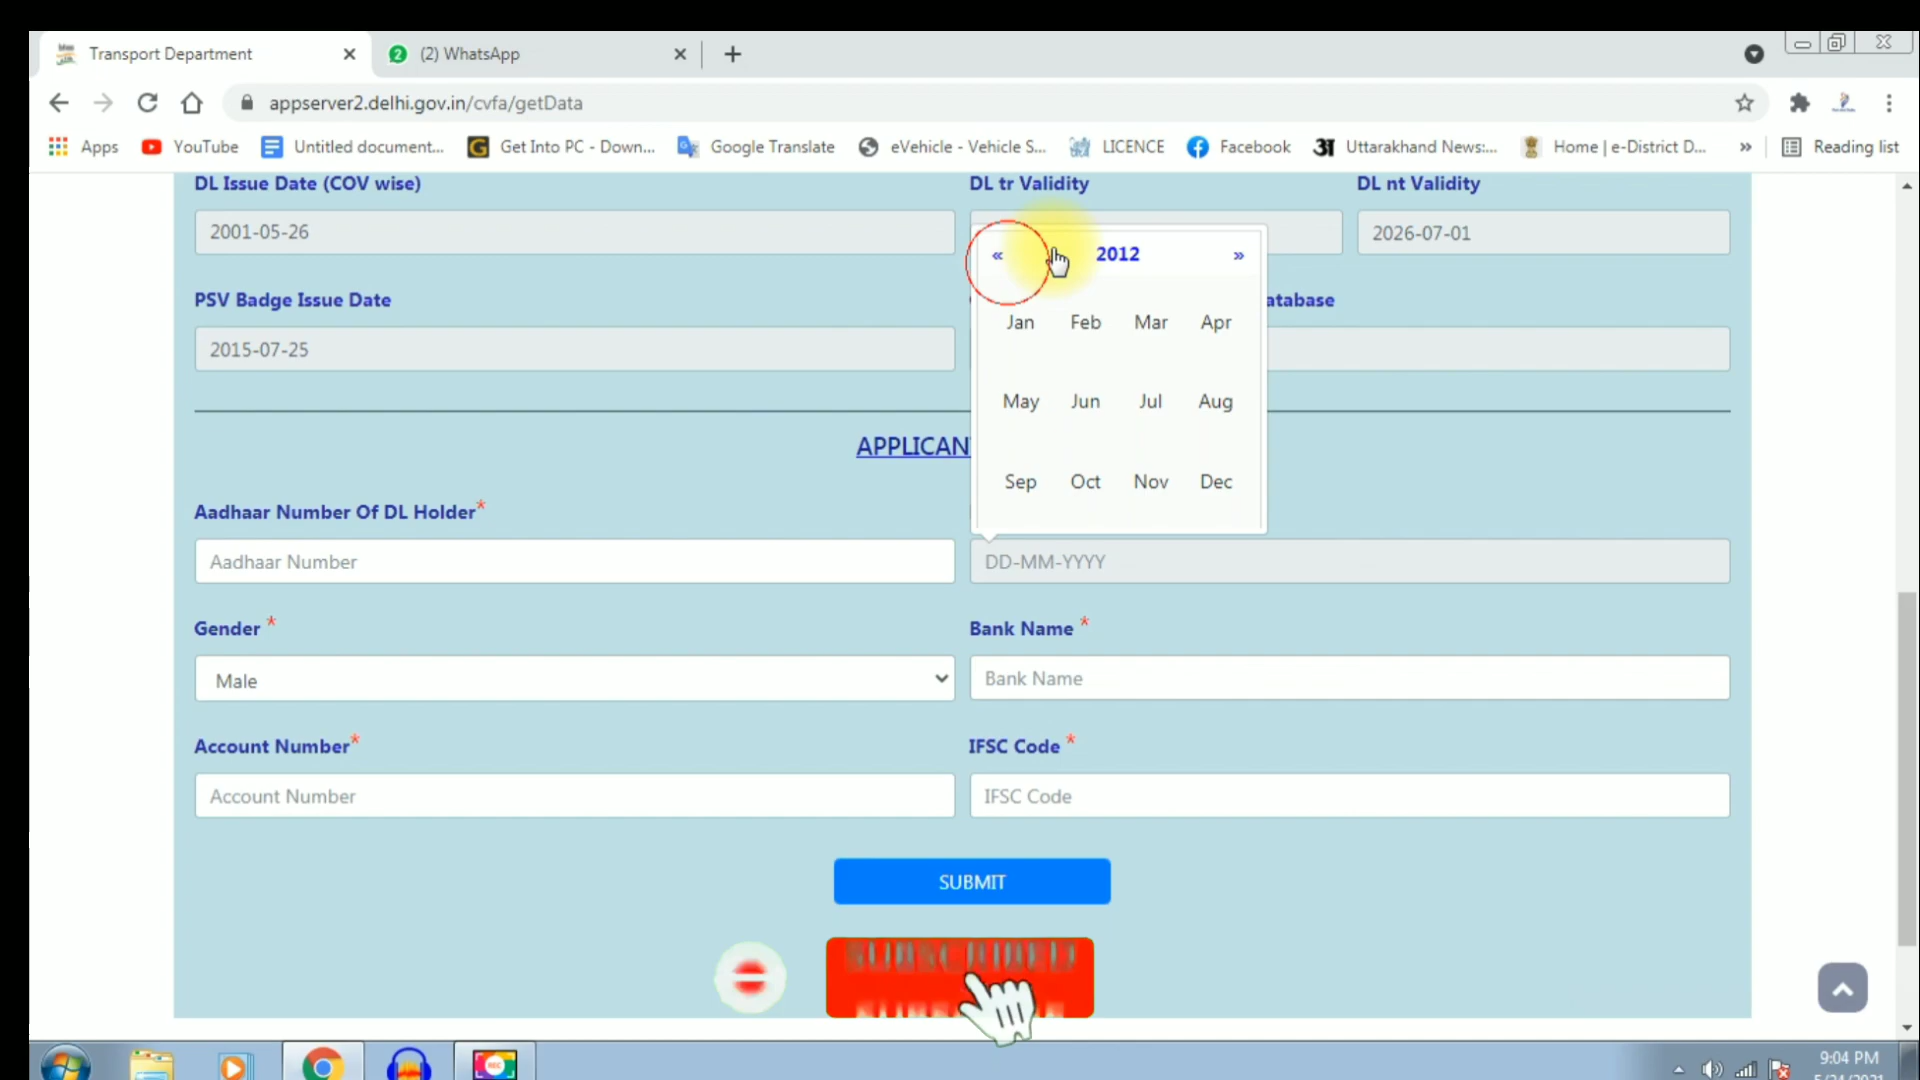 Transport Department
(2) WhatsApp
appserver2.delhi.gov.in/cvfa/getData
Apps
YouTube
Untitled document...
Get Into PC - Down...
Google Translate
eVehicle - Vehicle S...
LICENCE
Facebook
Uttarakhand News:...
Home | e-District D...
»
Reading list
DL Issue Date (COV wise)
DL tr Validity
DL nt Validity
2001-05-26
2026-07-01
« 2012 »
PSV Badge Issue Date
atabase
2015-07-25
Jan Feb Mar Apr
May Jun Jul Aug
Sep Oct Nov Dec
APPLICAN
Aadhaar Number Of DL Holder*
Aadhaar Number
DD-MM-YYYY
Gender *
Bank Name *
Male
Bank Name
Account Number*
IFSC Code *
Account Number
IFSC Code
SUBMIT
SUBSCRIBED
REC
9:04 PM